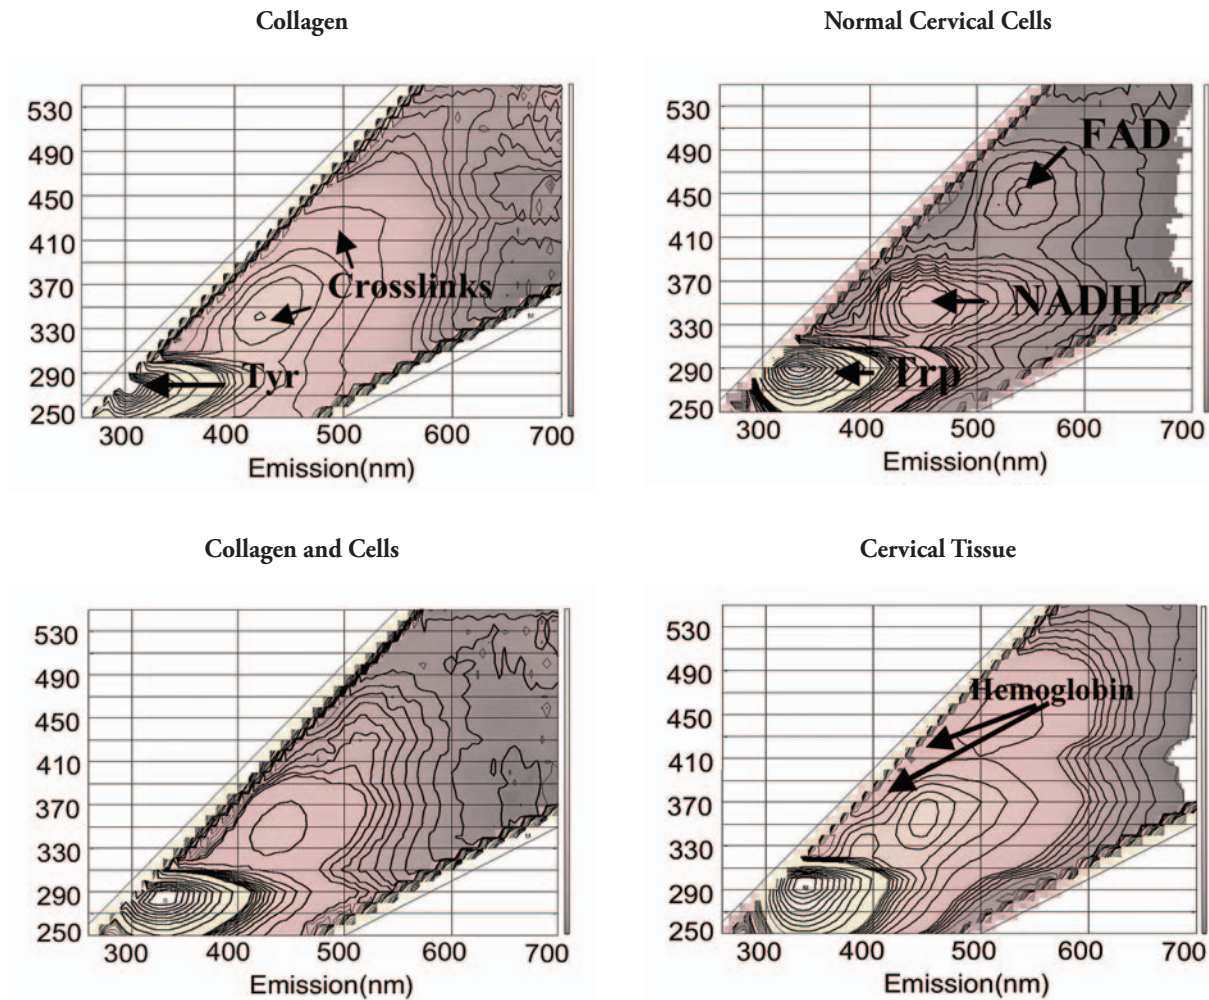 Collagen
530
490
450
410
370
330
290
250
Crosslinks
Tyr
300 400 500 600 700
Emission(nm)
Normal Cervical Cells
530
490
450
410
370
330
290
250
FAD
NADH
Trp
300 400 500 600 700
Emission(nm)
Collagen and Cells
530
490
450
410
370
330
290
250
300 400 500 600 700
Emission(nm)
Cervical Tissue
530
490
450
410
370
330
290
250
Hemoglobin
300 400 500 600 700
Emission(nm)